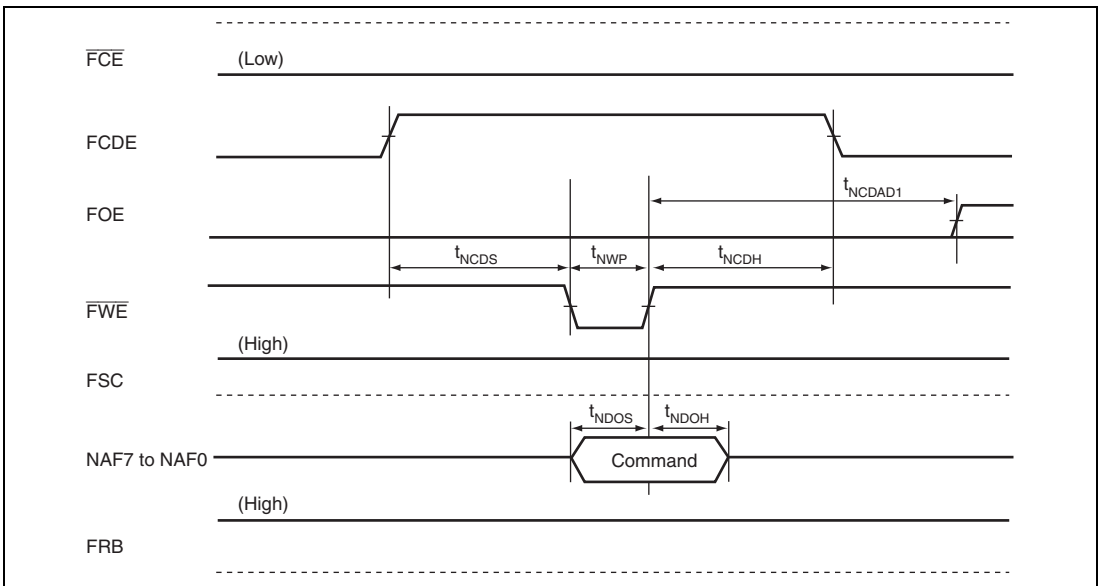 FCE (Low)
FCDE
tNCDAD1
FOE
tNCDS tNWP tNCDH
FWE
(High)
FSC
tNDOS tNDOH
NAF7 to NAF0 Command
(High)
FRB